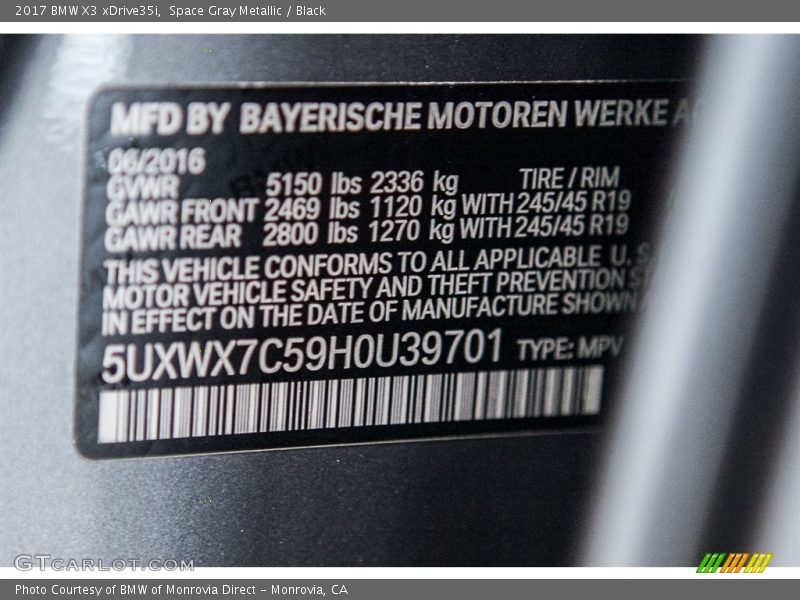 2017 BMW X3 xDrive35i, Space Gray Metallic / Black
MFD BY BAYERISCHE MOTOREN WERKE
06/2016
GVWR 5150 lbs 2336 kg TIRE / RIM
GAWR FRONT 2469 lbs 1120 kg WITH 245/45 R19
GAWR REAR 2800 lbs 1270 kg WITH 245/45 R19
THIS VEHICLE CONFORMS TO ALL APPLICABLE U. S
MOTOR VEHICLE SAFETY AND THEFT PREVENTION
IN EFFECT ON THE DATE OF MANUFACTURE SHOWN
5UXWX7C59H0U39701 TYPE: MPV
GTCARLOT.COM
Photo Courtesy of BMW of Monrovia Direct - Monrovia, CA